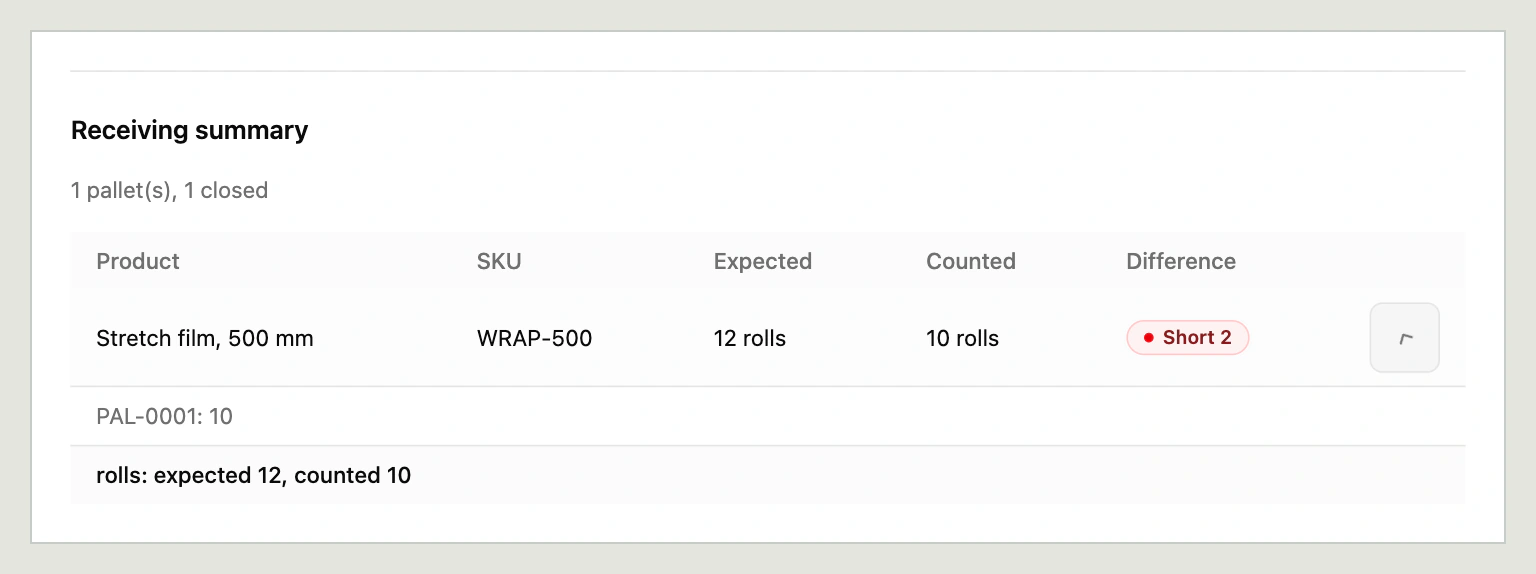 Receiving summary
1 pallet(s), 1 closed
Product SKU Expected Counted Difference
Stretch film, 500 mm WRAP-500 12 rolls 10 rolls Short 2
PAL-0001: 10
rolls: expected 12, counted 10